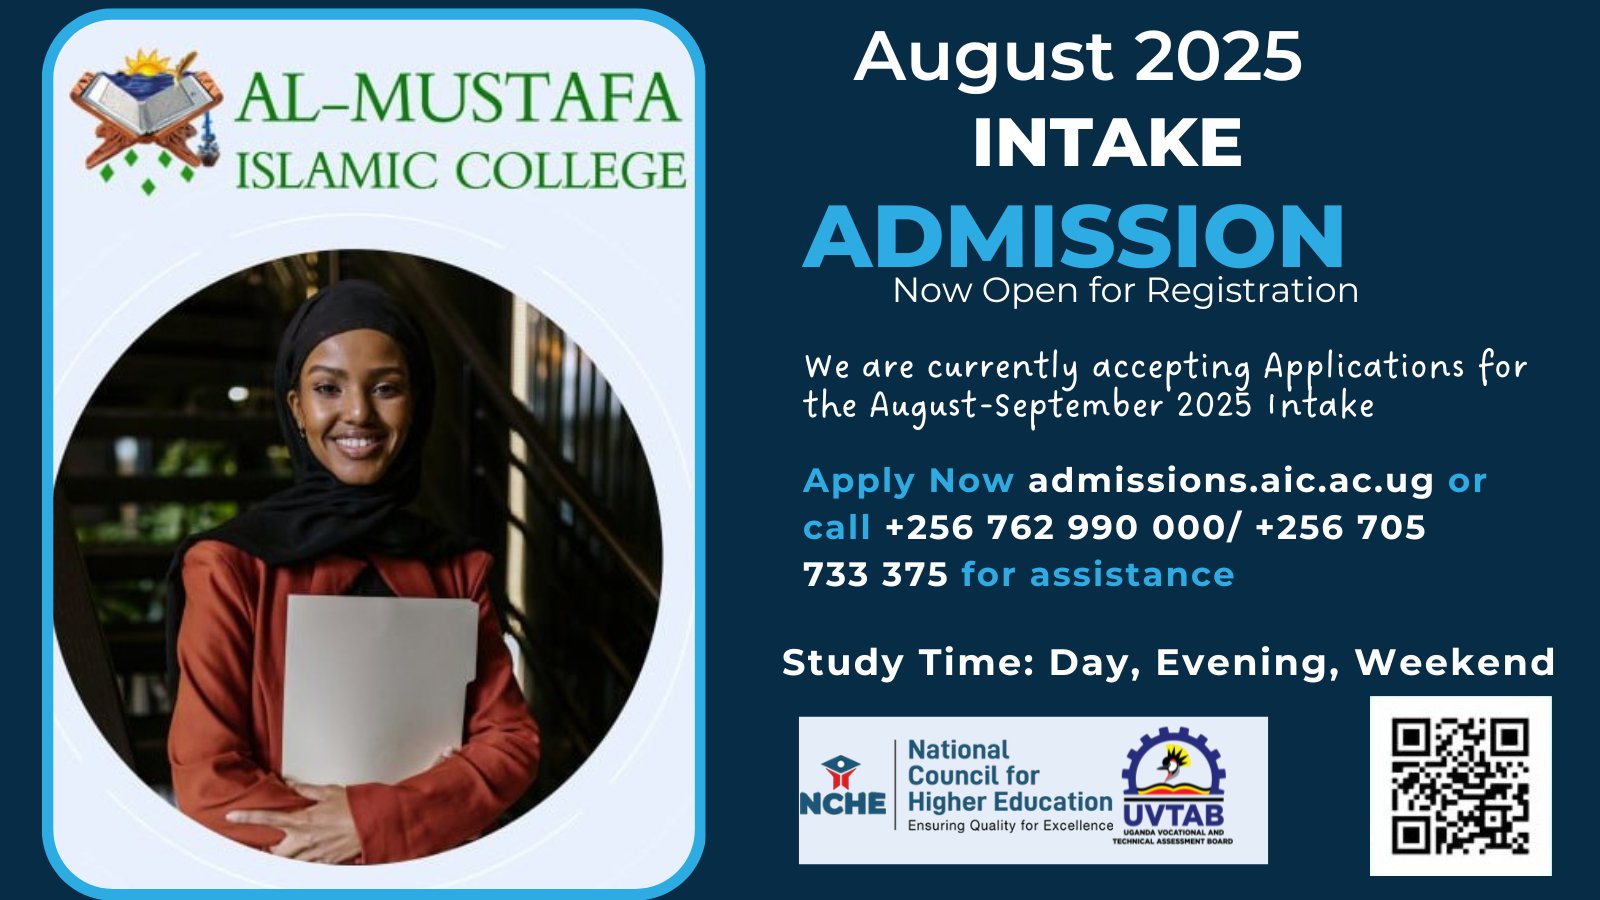 AL-MUSTAFA
ISLAMIC COLLEGE
August 2025
INTAKE
ADMISSION
Now Open for Registration
We are currently accepting Applications for
the August-September 2025 Intake
Apply Now admissions.aic.ac.ug or
call +256 762 990 000/ +256 705
733 375 for assistance
Study Time: Day, Evening, Weekend
NCHE
National
Council for
Higher Education
Ensuring Quality for Excellence
UVTAB
UGANDA VOCATIONAL AND
TECHNICAL ASSESSMENT BOARD